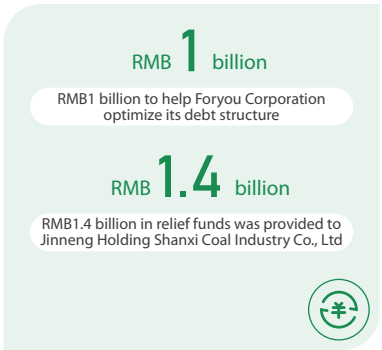 RMB 1 billion
RMB1 billion to help Foryou Corporation
optimize its debt structure
RMB 1.4 billion
RMB1.4 billion in relief funds was provided to
Jinneng Holding Shanxi Coal Industry Co., Ltd
¥